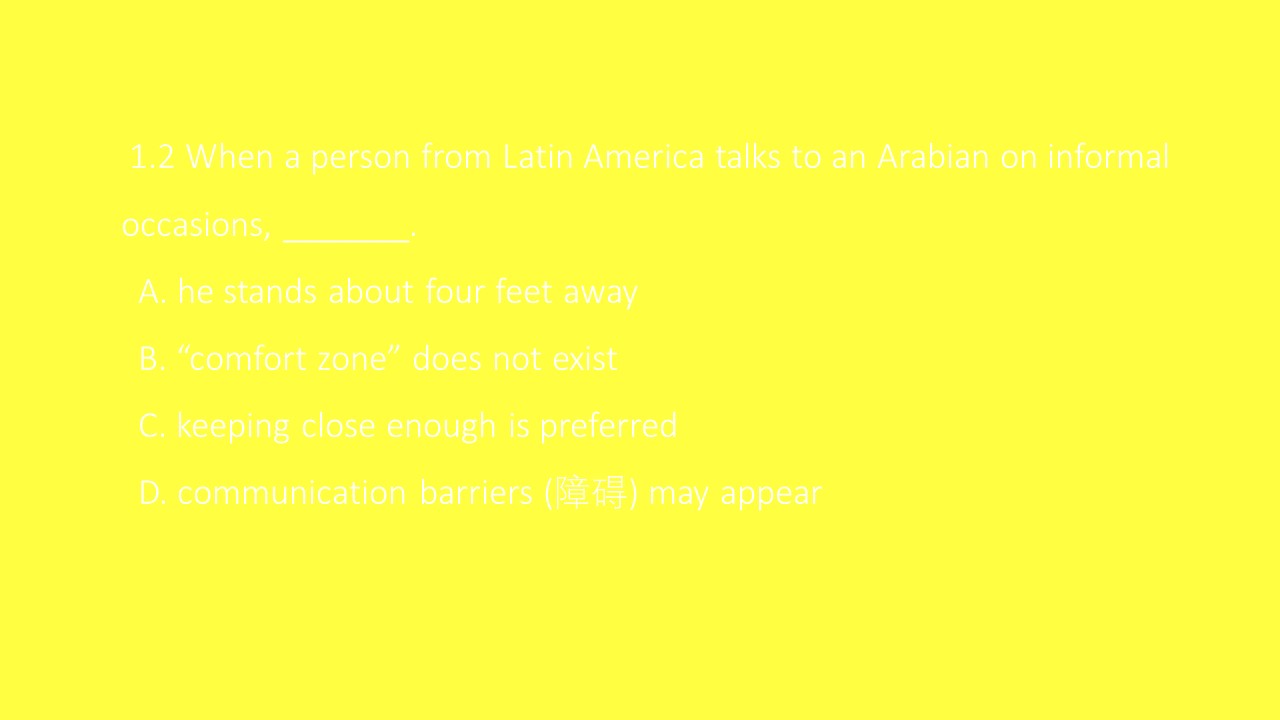 1.2 When a person from Latin America talks to an Arabian on informal
occasions, _______.
A. he stands about four feet away
B. “comfort zone” does not exist
C. keeping close enough is preferred
D. communication barriers (障碍) may appear